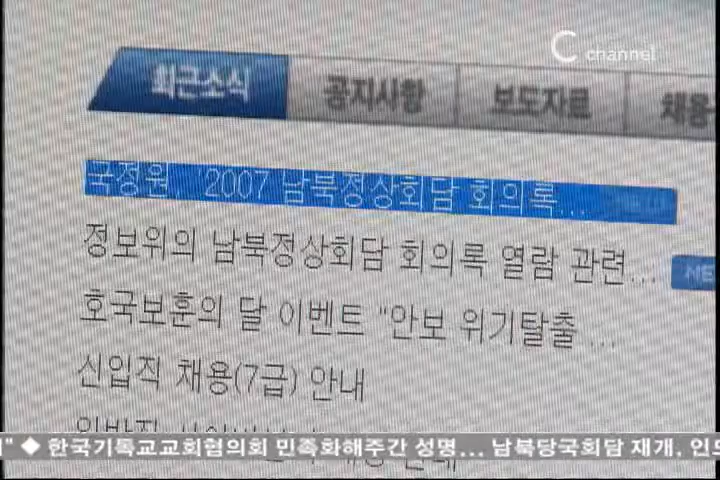 C channel
최근소식 공지사항 보도자료 채용
국정원, '2007 남북정상회담 회의록...
정보위의 남북정상회담 회의록 열람 관련...
호국보훈의 달 이벤트 "안보 위기탈출 ...
신입직 채용(7급) 안내
" ◆ 한국기독교교회협의회 민족화해주간 성명... 남북당국회담 재개, 인도